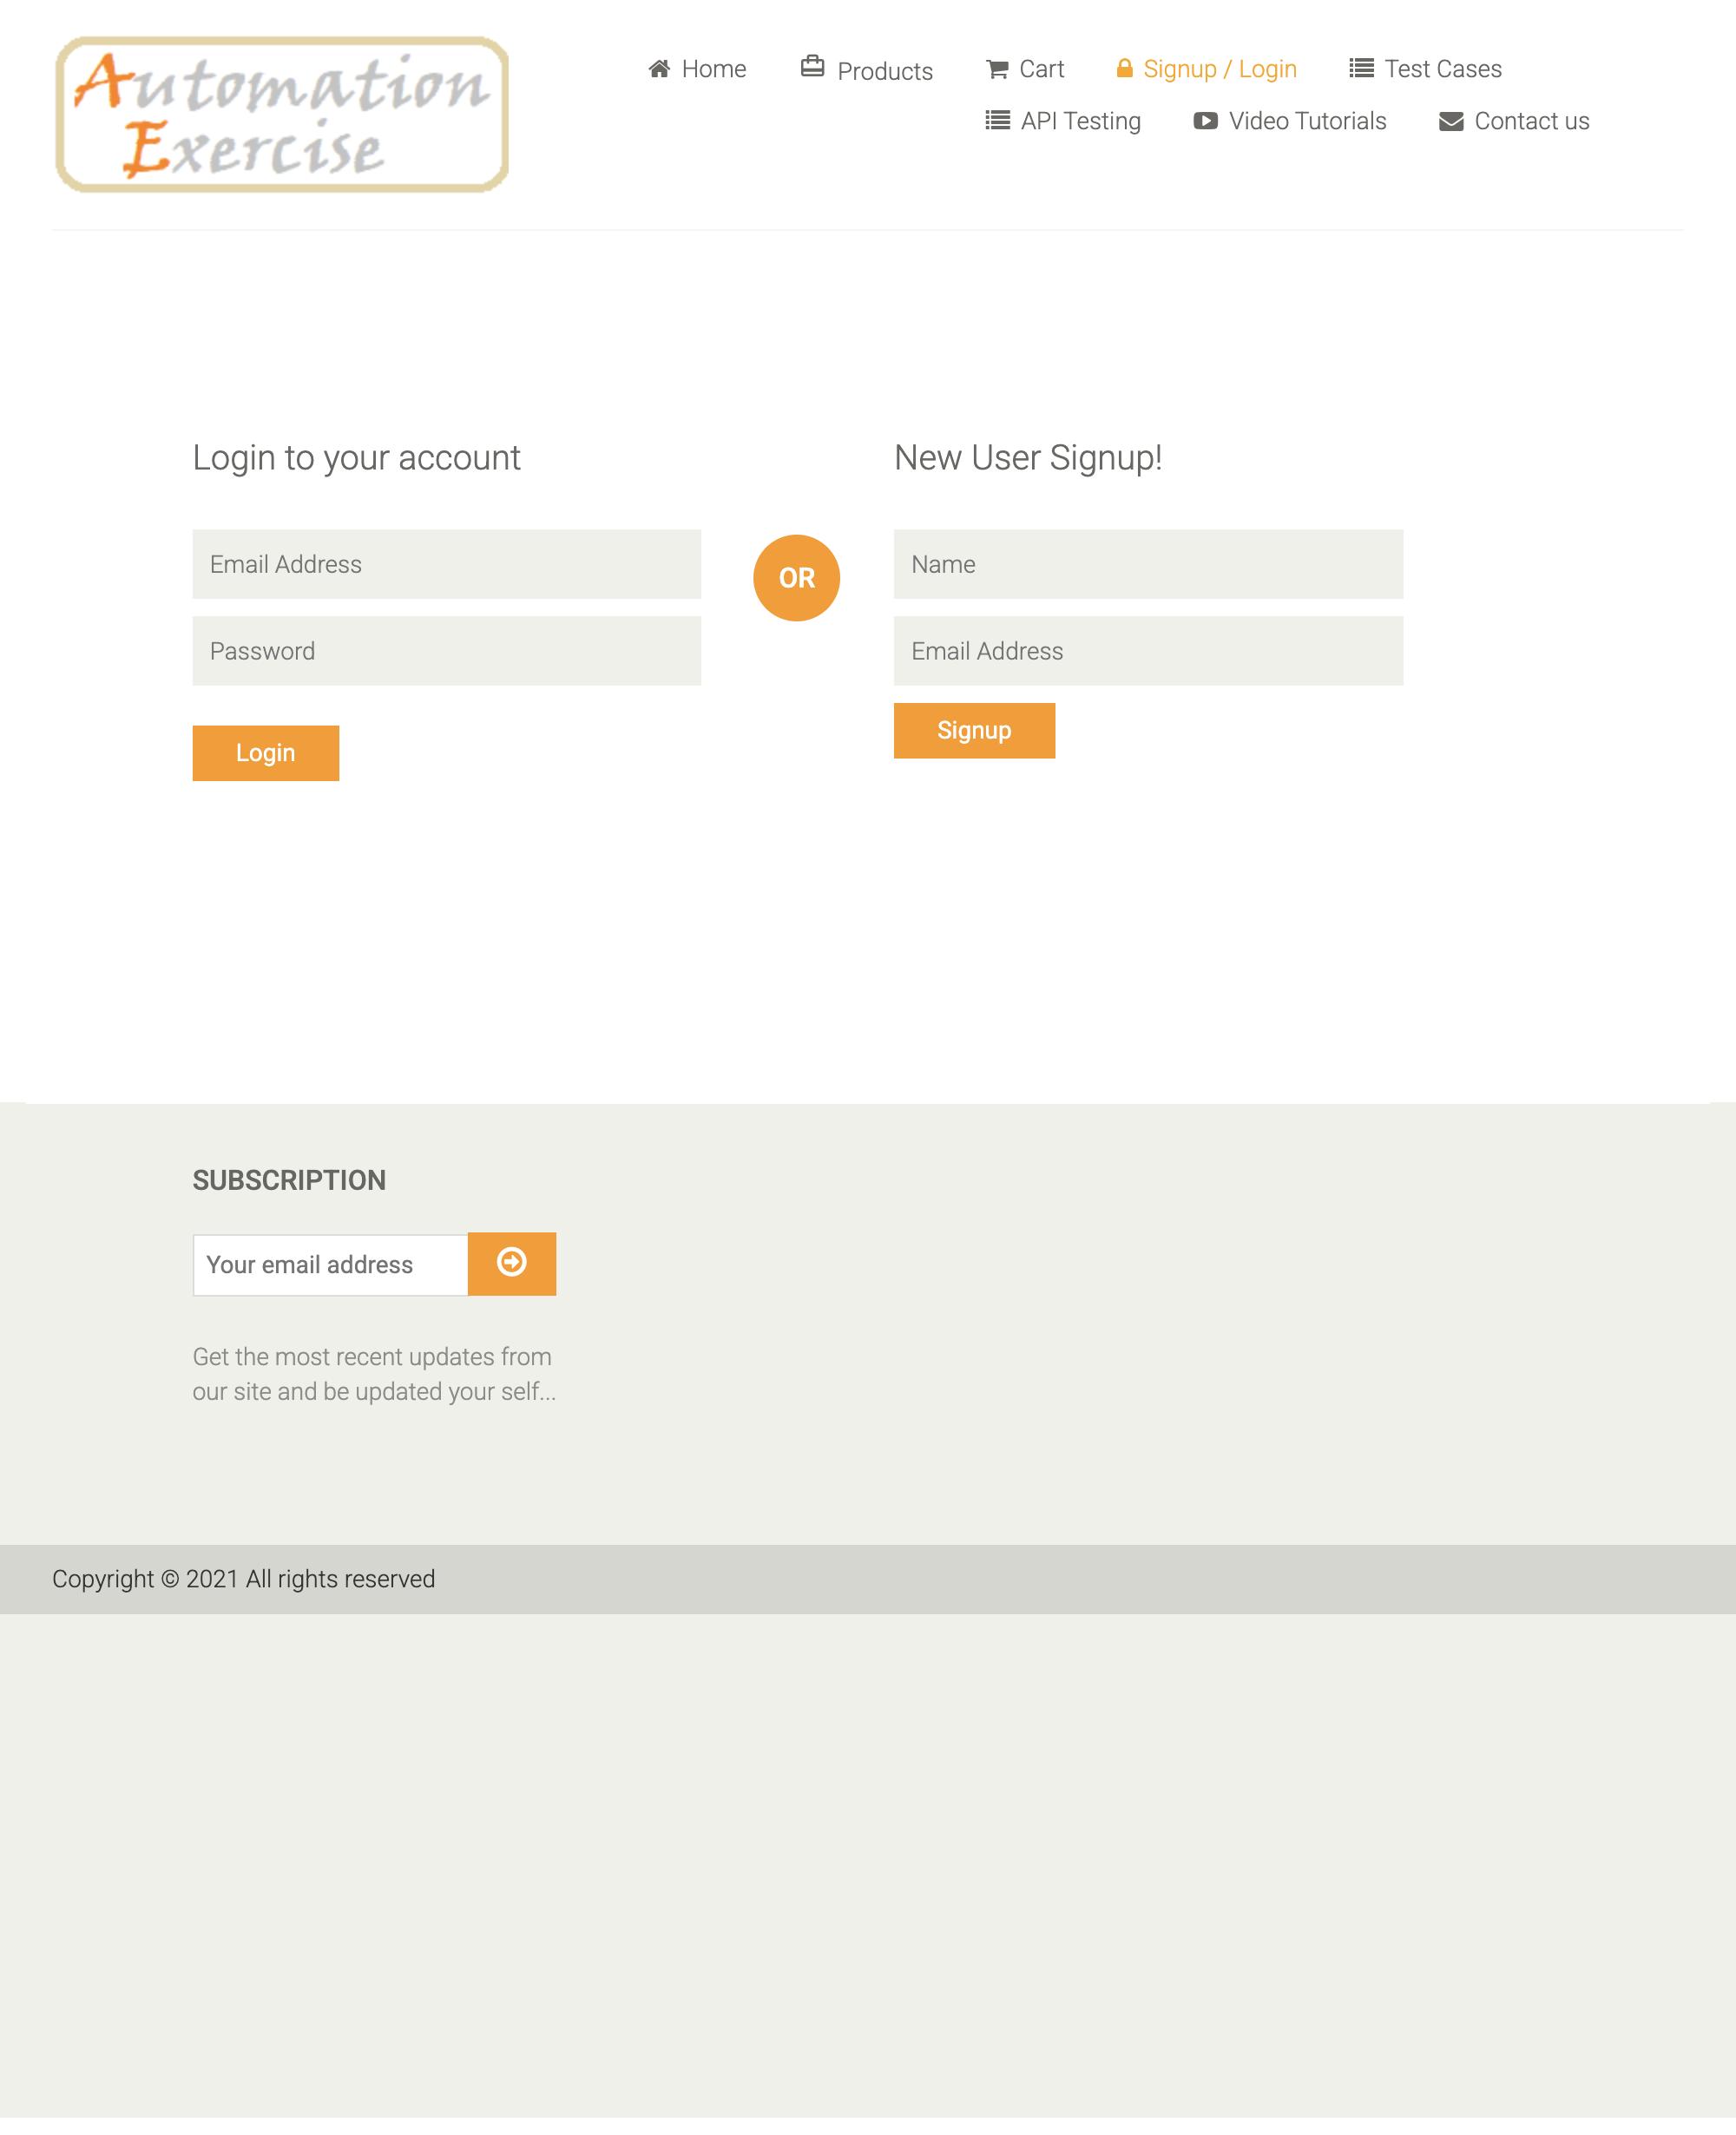 Automation
Exercise
Home Products Cart Signup / Login Test Cases
API Testing Video Tutorials Contact us
Login to your account
Email Address
Password
Login
OR
New User Signup!
Name
Email Address
Signup
SUBSCRIPTION
Your email address
Get the most recent updates from
our site and be updated your self...
Copyright © 2021 All rights reserved